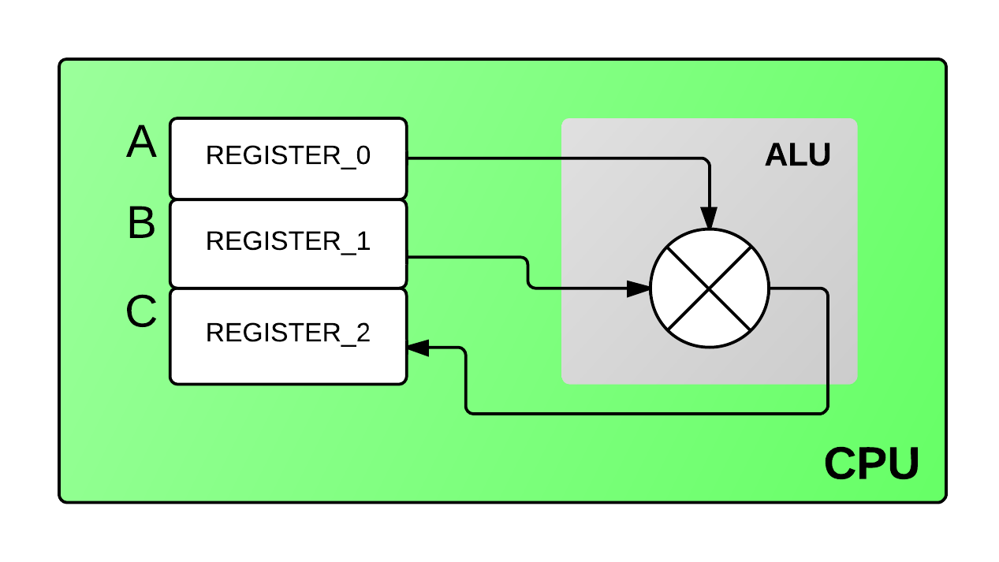 A
REGISTER_0
ALU
B
REGISTER_1
C
REGISTER_2
CPU